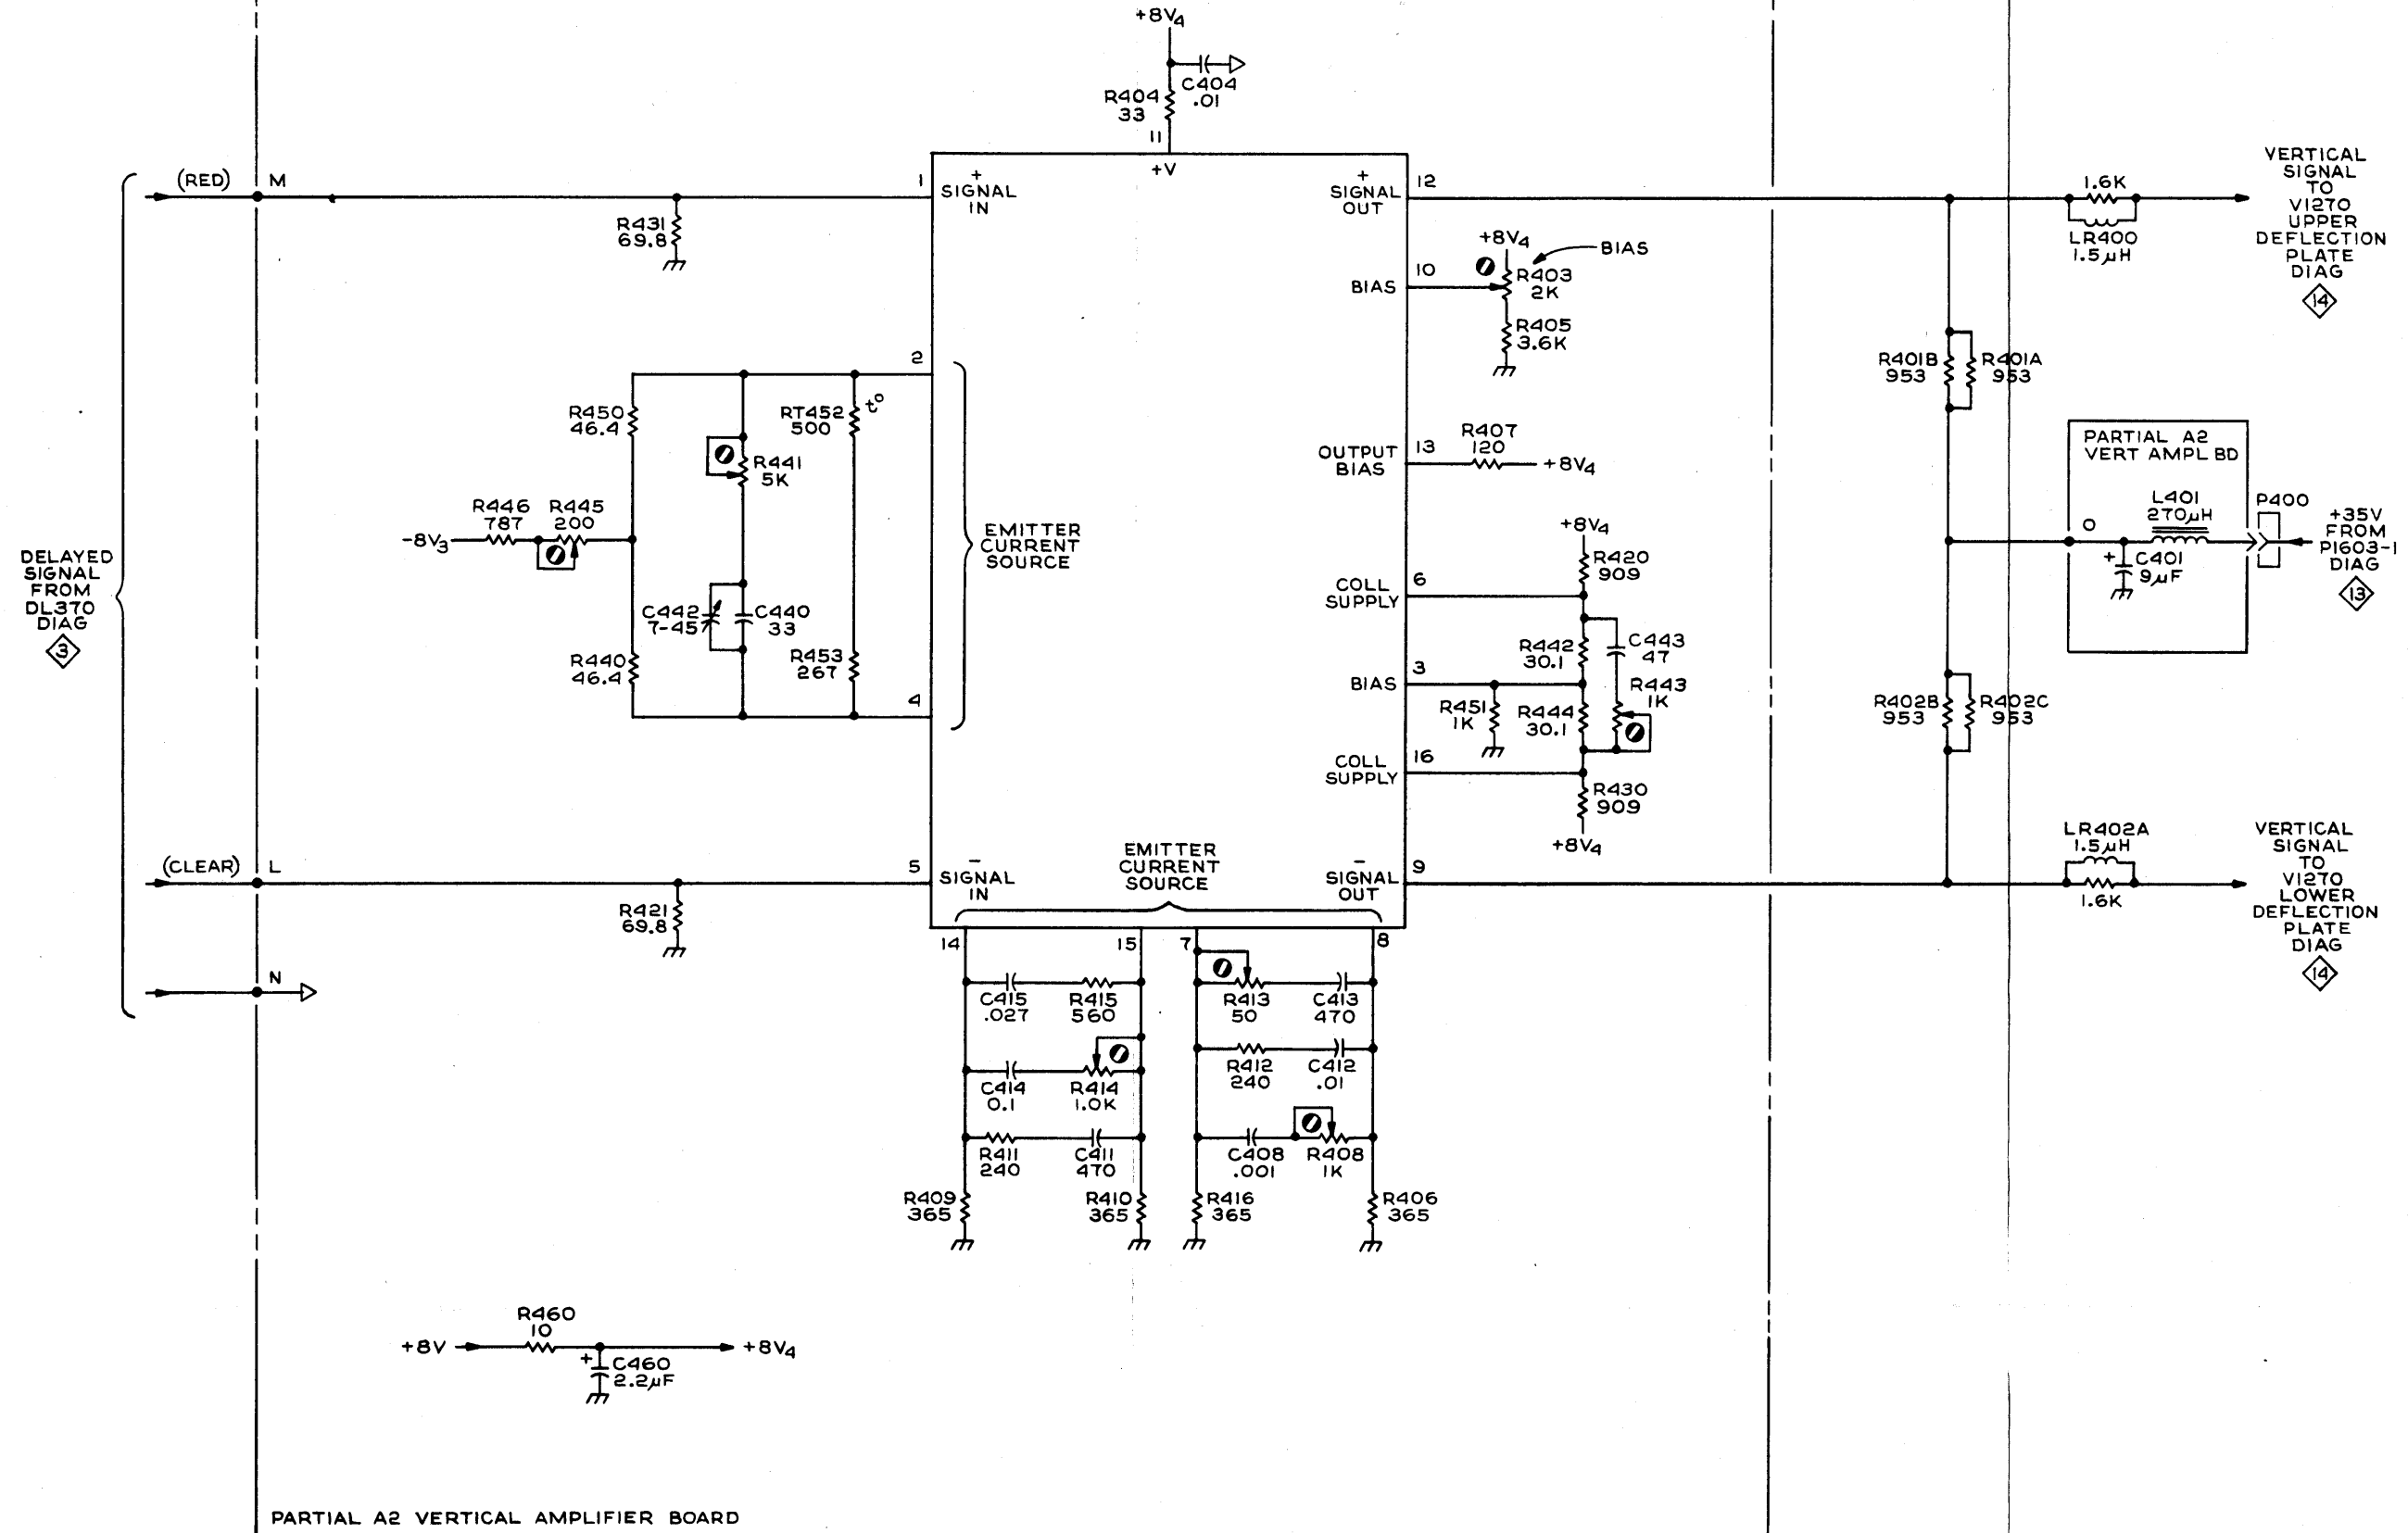 +8V4
C404
.01
R404
33
11
+V
(RED)
M
1
+
SIGNAL
IN
R431
69.8
+
SIGNAL
OUT
12
1.6K
LR400
1.5µH
VERTICAL
SIGNAL
TO
V1270
UPPER
DEFLECTION
PLATE
DIAG
14
+8V4
BIAS
10
BIAS
R403
2K
R405
3.6K
2
R450
46.4
RT452
500
t°
R441
5K
R446
787
R445
200
-8V3
C442
7-45
C440
33
R440
46.4
R453
267
4
EMITTER
CURRENT
SOURCE
DELAYED
SIGNAL
FROM
DL370
DIAG
3
OUTPUT
BIAS
13
R407
120
+8V4
+8V4
R420
909
COLL
SUPPLY
6
R442
30.1
C443
47
BIAS
3
R451
1K
R444
30.1
R443
1K
COLL
SUPPLY
16
R430
909
+8V4
R401B
953
R401A
953
PARTIAL A2
VERT AMPL BD
L401
270µH
P400
O
+
C401
9µF
+35V
FROM
P1603-1
DIAG
13
R402B
953
R402C
953
(CLEAR)
L
5
-
SIGNAL
IN
R421
69.8
EMITTER
CURRENT
SOURCE
-
SIGNAL
OUT
9
LR402A
1.5µH
1.6K
VERTICAL
SIGNAL
TO
V1270
LOWER
DEFLECTION
PLATE
DIAG
14
N
14
15
7
8
C415
.027
R415
560
R413
50
C413
470
C414
0.1
R414
1.0K
R412
240
C412
.01
R411
240
C411
470
C408
.001
R408
1K
R409
365
R410
365
R416
365
R406
365
R460
10
+8V
+8V4
+
C460
2.2µF
PARTIAL A2 VERTICAL AMPLIFIER BOARD